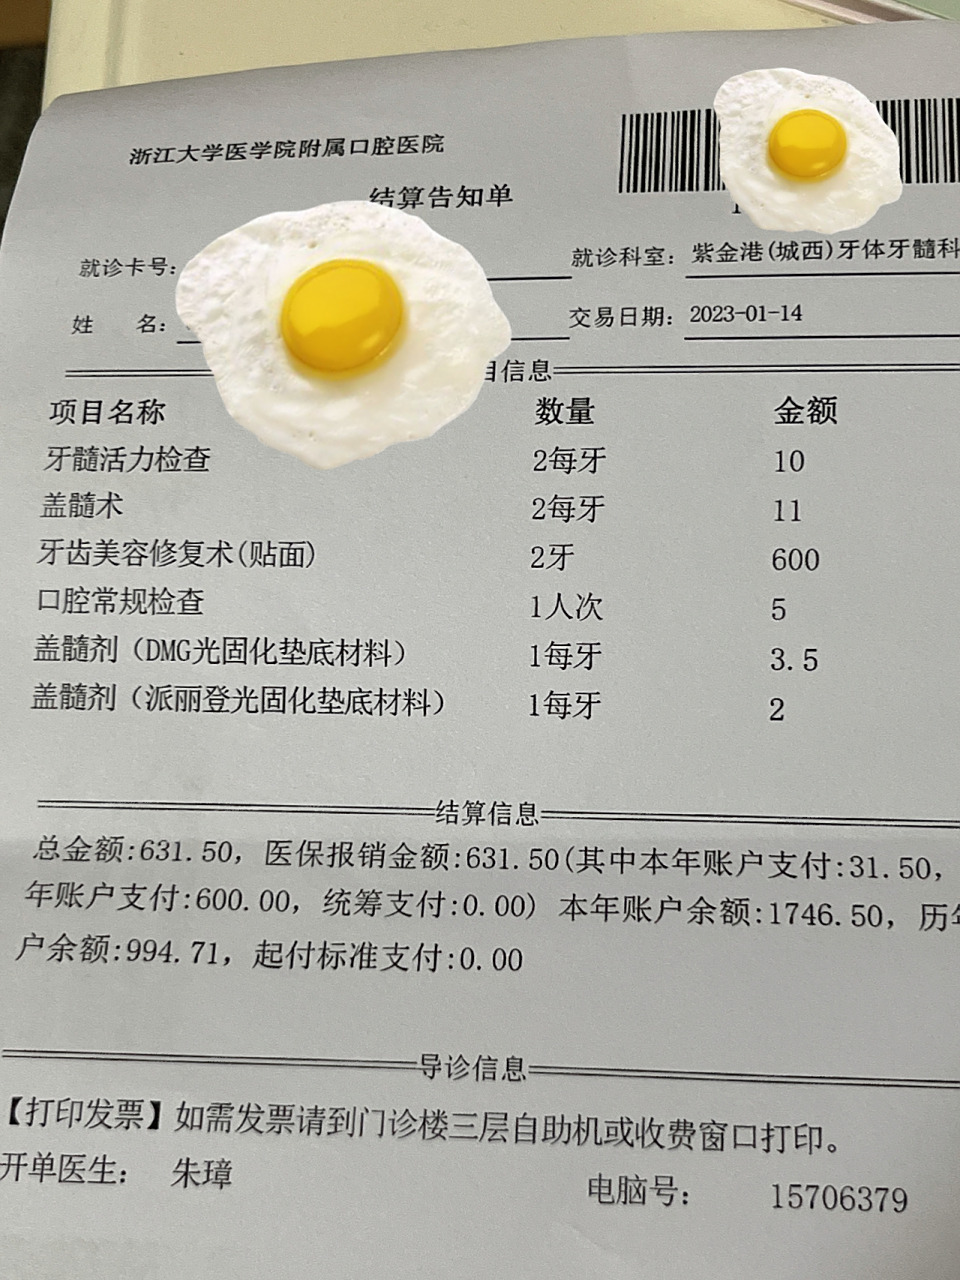 浙江大学医学院附属口腔医院
结算告知单
就诊卡号: 就诊科室: 紫金港(城西)牙体牙髓科
姓 名: 交易日期: 2023-01-14
目信息
项目名称 数量 金额
牙髓活力检查 2每牙 10
盖髓术 2每牙 11
牙齿美容修复术(贴面) 2牙 600
口腔常规检查 1人次 5
盖髓剂（DMG光固化垫底材料） 1每牙 3.5
盖髓剂（派丽登光固化垫底材料） 1每牙 2
结算信息
总金额:631.50, 医保报销金额:631.50(其中本年账户支付:31.50,
年账户支付:600.00, 统筹支付:0.00) 本年账户余额:1746.50, 历年
户余额:994.71, 起付标准支付:0.00
导诊信息
【打印发票】如需发票请到门诊楼三层自助机或收费窗口打印。
开单医生: 朱璋 电脑号: 15706379